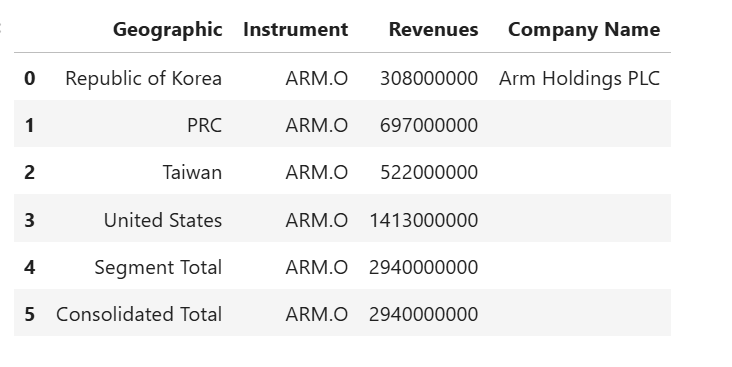 Geographic Instrument Revenues Company Name
0 Republic of Korea ARM.O 308000000 Arm Holdings PLC
1 PRC ARM.O 697000000
2 Taiwan ARM.O 522000000
3 United States ARM.O 1413000000
4 Segment Total ARM.O 2940000000
5 Consolidated Total ARM.O 2940000000